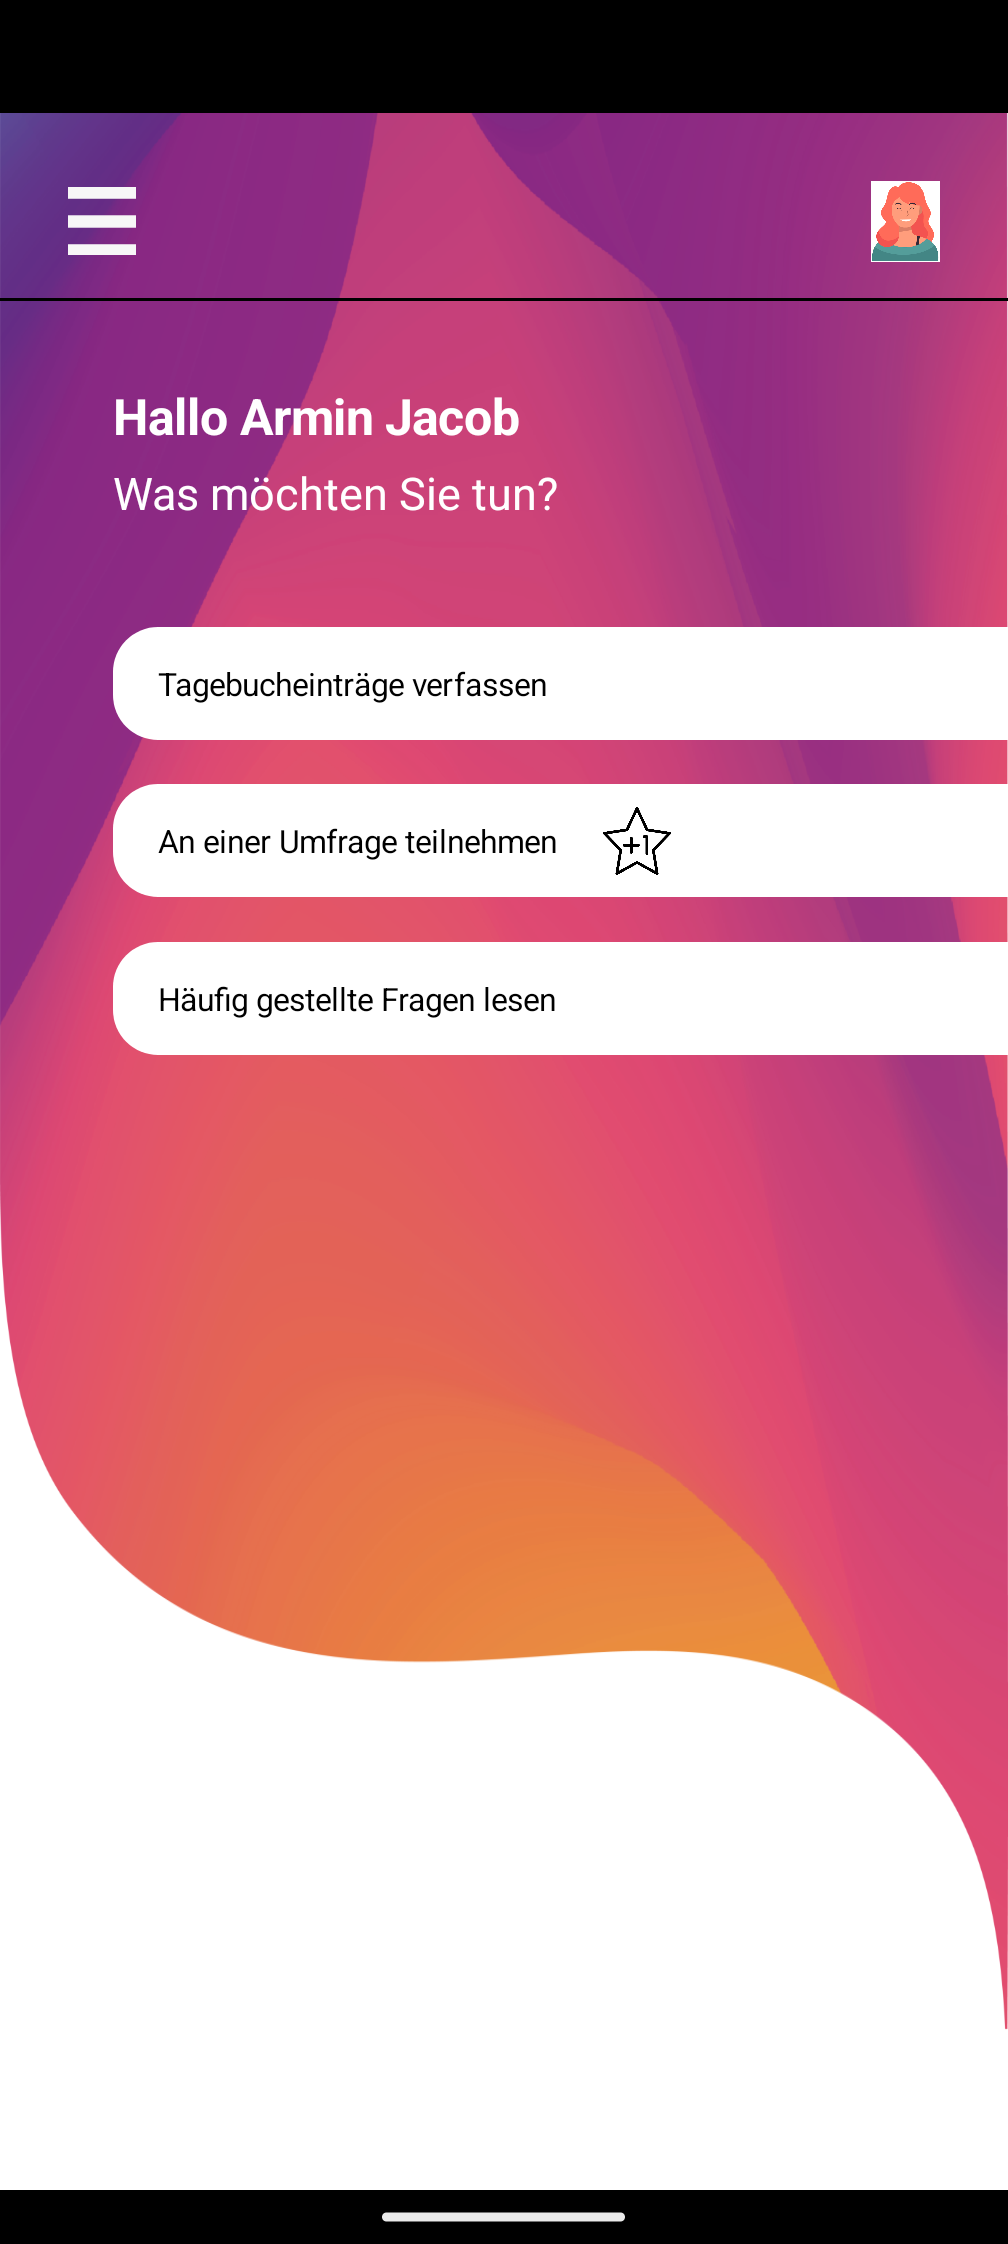 Hallo Armin Jacob
Was möchten Sie tun?
Tagebucheinträge verfassen
An einer Umfrage teilnehmen +1
Häufig gestellte Fragen lesen